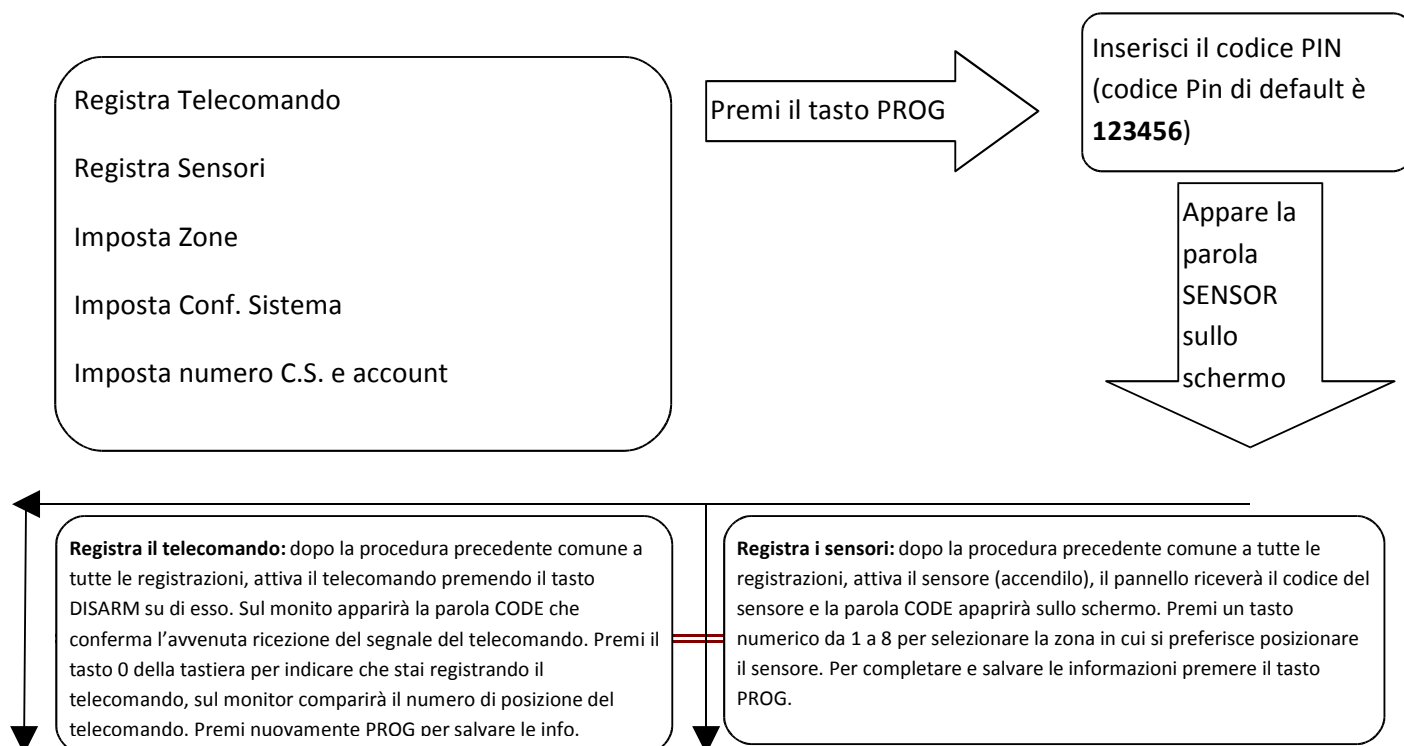 Registra Telecomando
Registra Sensori
Imposta Zone
Imposta Conf. Sistema
Imposta numero C.S. e account
Premi il tasto PROG
Inserisci il codice PIN
(codice Pin di default è
123456)
Appare la
parola
SENSOR
sullo
schermo
Registra il telecomando: dopo la procedura precedente comune a
tutte le registrazioni, attiva il telecomando premendo il tasto
DISARM su di esso. Sul monito apparirà la parola CODE che
conferma l’avvenuta ricezione del segnale del telecomando. Premi il
tasto 0 della tastiera per indicare che stai registrando il
telecomando, sul monitor comparirà il numero di posizione del
telecomando. Premi nuovamente PROG per salvare le info.
Registra i sensori: dopo la procedura precedente comune a tutte le
registrazioni, attiva il sensore (accendilo), il pannello riceverà il codice del
sensore e la parola CODE apaprirà sullo schermo. Premi un tasto
numerico da 1 a 8 per selezionare la zona in cui si preferisce posizionare
il sensore. Per completare e salvare le informazioni premere il tasto
PROG.